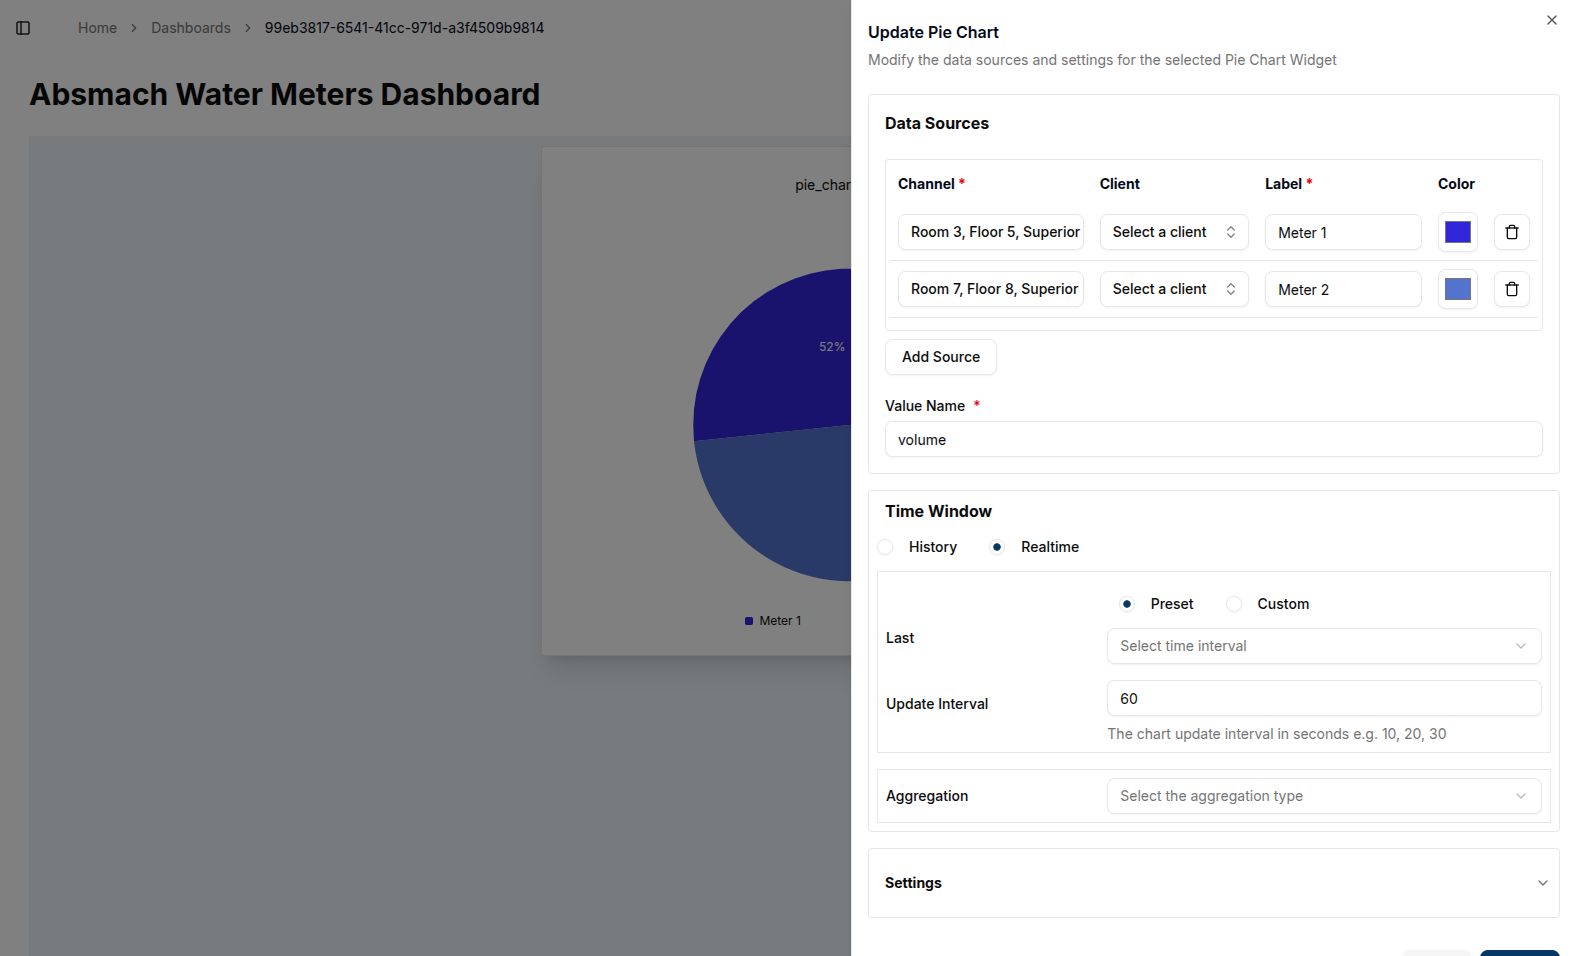 Home > Dashboards > 99eb3817-6541-41cc-971d-a3f4509b9814
Absmach Water Meters Dashboard
pie_char
52%
Meter 1
Update Pie Chart
Modify the data sources and settings for the selected Pie Chart Widget
Data Sources
Channel * Client Label * Color
Room 3, Floor 5, Superior Select a client Meter 1
Room 7, Floor 8, Superior Select a client Meter 2
Add Source
Value Name *
volume
Time Window
History Realtime
Preset Custom
Last Select time interval
Update Interval 60
The chart update interval in seconds e.g. 10, 20, 30
Aggregation Select the aggregation type
Settings